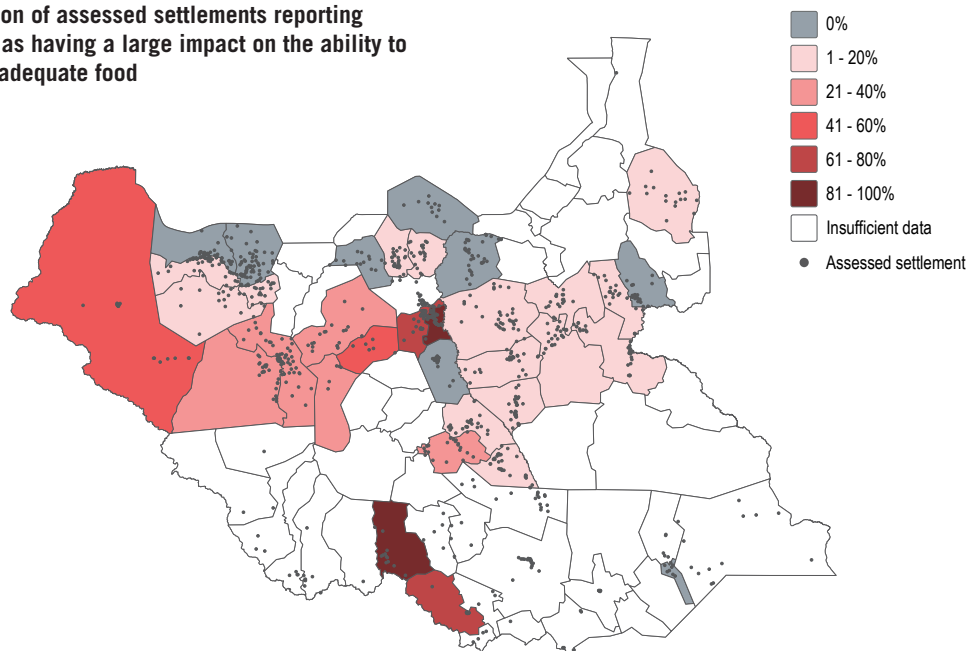 on of assessed settlements reporting
as having a large impact on the ability to
adequate food
0%
1 - 20%
21 - 40%
41 - 60%
61 - 80%
81 - 100%
Insufficient data
Assessed settlement